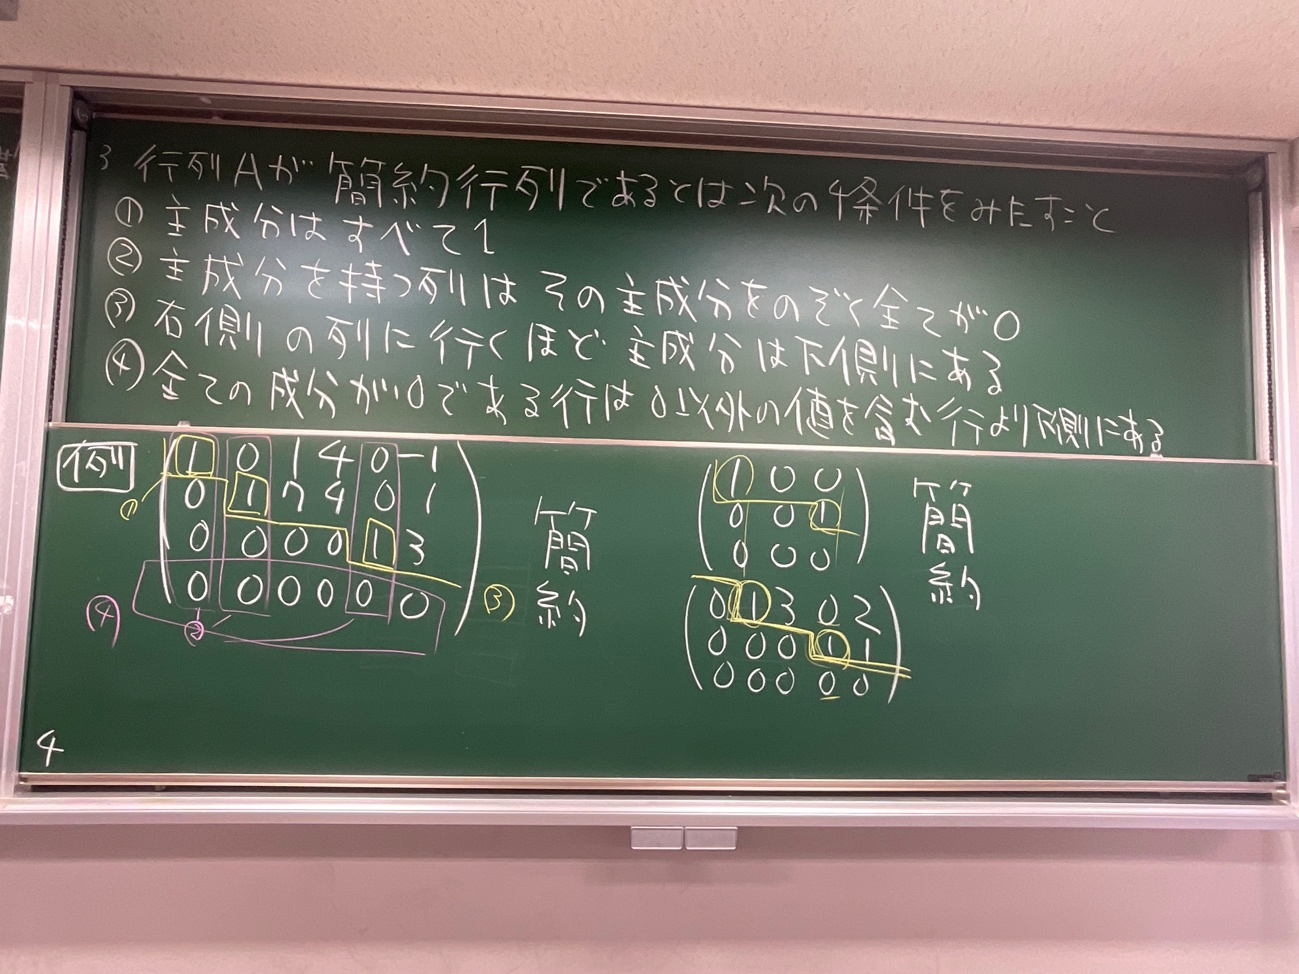 3 行列Aが簡約行列であるとは次の4条件をみたすこと
① 主成分はすべて1
② 主成分を持つ列はその主成分をのぞく全てが0
③ 右側の列に行くほど主成分は下側にある
④ 全ての成分が0である行は0以外の値を含む行より下側にある
例
1 0 1 4 0 -1
0 1 7 4 0 1
0 0 0 0 1 3
0 0 0 0 0 0
① ② ③ ④
簡約
1 0 0
0 0 1
0 0 0
簡約
0 1 3 0 2
0 0 0 1 1
0 0 0 0 0
4